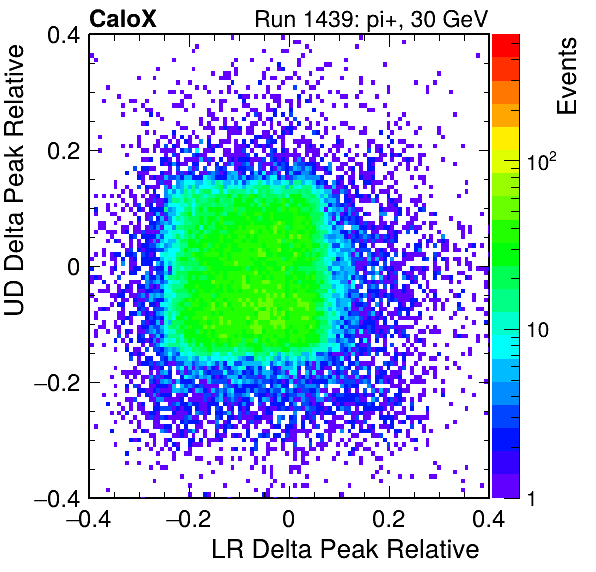 CaloX Run 1439: pi+, 30 GeV
UD Delta Peak Relative
0.4
0.2
0
−0.2
−0.4
−0.4 −0.2 0 0.2 0.4
LR Delta Peak Relative
Events
10²
10
1